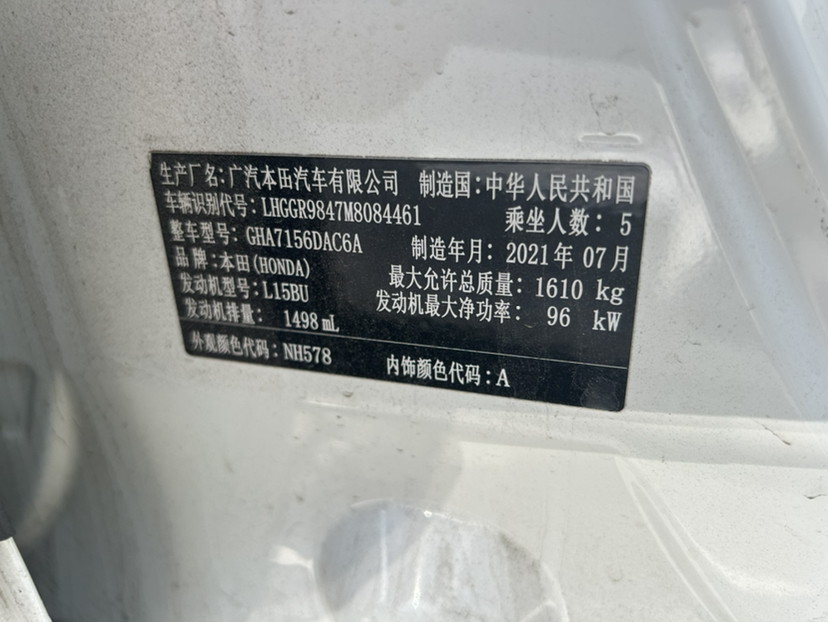 生产厂名:广汽本田汽车有限公司 制造国:中华人民共和国
车辆识别代号:LHGGR9847M8084461 乘坐人数:5
整车型号:GHA7156DAC6A 制造年月:2021年07月
品牌:本田(HONDA) 最大允许总质量:1610 kg
发动机型号:L15BU 发动机最大净功率:96 kW
发动机排量:1498 mL
外观颜色代码:NH578 内饰颜色代码:A